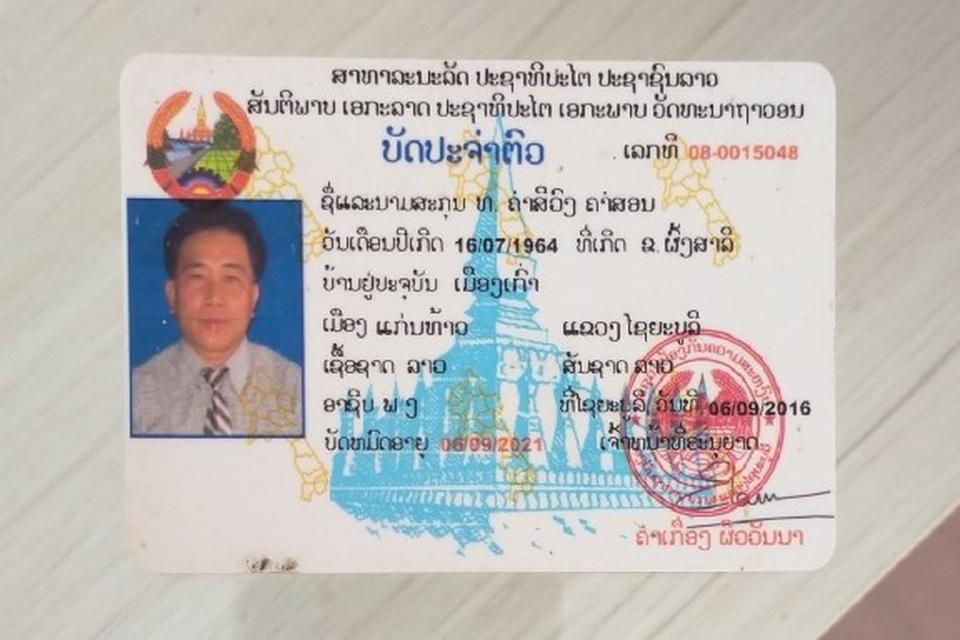 ສາທາລະນະລັດ ປະຊາທິປະໄຕ ປະຊາຊົນລາວ
ສັນຕິພາບ ເອກະລາດ ປະຊາທິປະໄຕ ເອກະພາບ ວັດທະນາຖາວອນ
ບັດປະຈໍາຕົວ ເລກທີ 08-0015048
ຊື່ແລະນາມສະກຸນ ທ. ຄໍາສີວົງ ຄໍາສອນ
ວັນເດືອນປີເກີດ 16/07/1964 ທີ່ເກີດ ຂ.ຜົ້ງສາລີ
ບ້ານຢູ່ປະຈຸບັນ ເມືອງເກົ່າ
ເມືອງ ແກ່ນທ້າວ ແຂວງ ໄຊຍະບູລີ
ເຊື້ອຊາດ ລາວ ສັນຊາດ ລາວ
ອາຊີບ ພ ງ ທີ່ໄຊຍະບູລີ ວັນທີ 06/09/2016
ບັດຫມົດອາຍຸ 06/09/2021 ເຈົ້າຫນ້າທີ່ອະນຸຍາດ
ຄໍາເກື່ອງ ຜິວວັນນາ